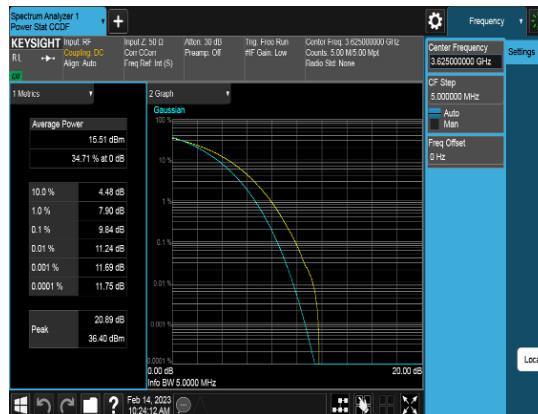 Spectrum Analyzer 1
Power Stat CCDF
Frequency
KEYSIGHT
RL
Input: RF
Coupling: DC
Align: Auto
Input Z: 50 Ω
Corr CCorr
Freq Ref: Int (S)
Atten: 30 dB
Preamp: Off
Trig: Free Run
#IF Gain: Low
Center Freq: 3.625000000 GHz
Counts: 5.00 M/5.00 Mpt
Radio Std: None
Center Frequency
3.625000000 GHz
Settings
CF Step
5.000000 MHz
Auto
Man
Freq Offset
0 Hz
1 Metrics
2 Graph
Gaussian
Average Power
15.51 dBm
34.71 % at 0 dB
10.0 % 4.48 dB
1.0 % 7.90 dB
0.1 % 9.84 dB
0.01 % 11.24 dB
0.001 % 11.69 dB
0.0001 % 11.75 dB
Peak
20.89 dB
36.40 dBm
100 %
10 %
1 %
0.1 %
0.01 %
0.001 %
0.0001 %
0.00 dB
20.00 dB
Info BW 5.0000 MHz
Loca
?
Feb 14, 2023
10:24:12 AM